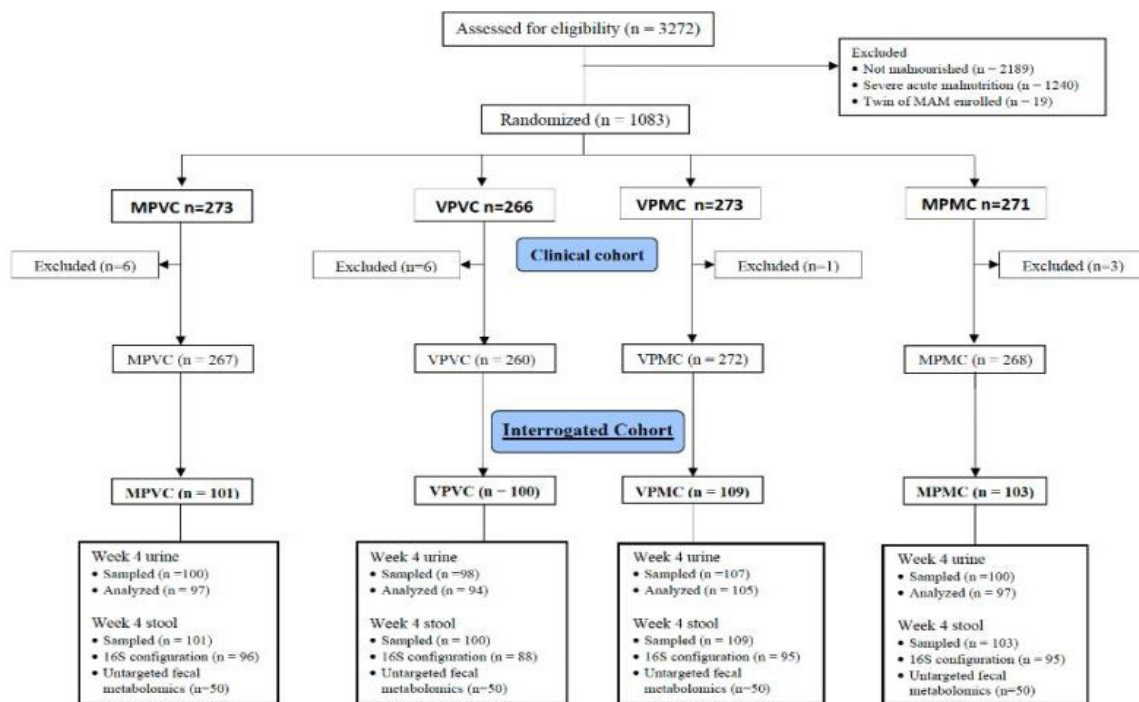 Assessed for eligibility (n = 3272)
Excluded
• Not malnourished (n – 2189)
• Severe acute malnutrition (n – 1240)
• Twin of MAM enrolled (n – 19)
Randomized (n = 1083)
MPVC n=273
VPVC n=266
VPMC n=273
MPMC n=271
Clinical cohort
Excluded (n=6)
Excluded (n=6)
Excluded (n=1)
Excluded (n=3)
MPVC (n = 267)
VPVC (n = 260)
VPMC (n = 272)
MPMC (n = 268)
Interrogated Cohort
MPVC (n = 101)
VPVC (n – 100)
VPMC (n = 109)
MPMC (n = 103)
Week 4 urine
• Sampled (n =100)
• Analyzed (n = 97)
Week 4 stool
• Sampled (n = 101)
• 16S configuration (n = 96)
• Untargeted fecal
metabolomics (n=50)
Week 4 urine
• Sampled (n =98)
• Analyzed (n = 94)
Week 4 stool
• Sampled (n = 100)
• 16S configuration (n = 88)
• Untargeted fecal
metabolomics (n=50)
Week 4 urine
• Sampled (n =107)
• Analyzed (n = 105)
Week 4 stool
• Sampled (n = 109)
• 16S configuration (n = 95)
• Untargeted fecal
metabolomics (n=50)
Week 4 urine
• Sampled (n =100)
• Analyzed (n = 97)
Week 4 stool
• Sampled (n = 103)
• 16S configuration (n = 95)
• Untargeted fecal
metabolomics (n=50)